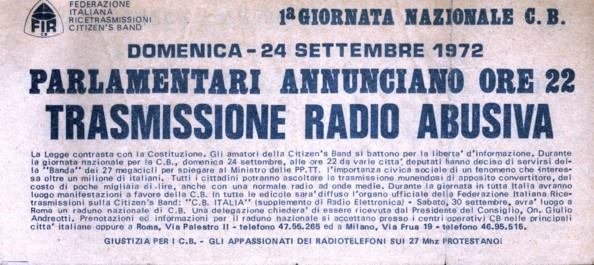 FEDERAZIONE
ITALIANA
RICETRASMISSIONI
CITIZEN'S BAND
FIR
CB
1ª GIORNATA NAZIONALE C. B.
DOMENICA - 24 SETTEMBRE 1972
PARLAMENTARI ANNUNCIANO ORE 22
TRASMISSIONE RADIO ABUSIVA
La Legge contrasta con la Costituzione. Gli amatori della Citizen's Band si battono per la liberta' d'informazione. Durante
la giornata nazionale per la C.B., domenica 24 settembre, alle ore 22 da varie citta', deputati hanno deciso di servirsi del-
la "Banda" dei 27 megacicli per spiegare al Ministro delle PP.TT. l'importanza civica sociale di un fenomeno che interes-
sa oltre un milione di italiani. Tutti i cittadini potranno ascoltare la trasmissione munendosi di apposito convertitore, del
costo di poche migliaia di lire, anche con una normale radio ad onde medie. Durante la giornata in tutta Italia avranno
luogo manifestazioni a favore della C.B. In tutte le edicole sara' diffuso l'organo ufficiale della Federazione Italiana Rice-
trasmissioni sulla Citizen's Band: "C.B. ITALIA" (supplemento di Radio Elettronica) - Sabato, 30 settembre, avra' luogo a
Roma un raduno nazionale di C.B. Una delegazione chiedera' di essere ricevuta dal Presidente del Consiglio, On. Giulio
Andreotti. Prenotazioni ed informazioni per il raduno nazionale si accettano presso i centri operativi CB nelle principali
citta' italiane oppure a Roma, Via Palestro II - telefono 47.55.265 ed a Milano, Via Frua 19 - telefono 46.95.515.
GIUSTIZIA PER I C.B. - GLI APPASSIONATI DEI RADIOTELEFONI SUI 27 Mhz PROTESTANO!